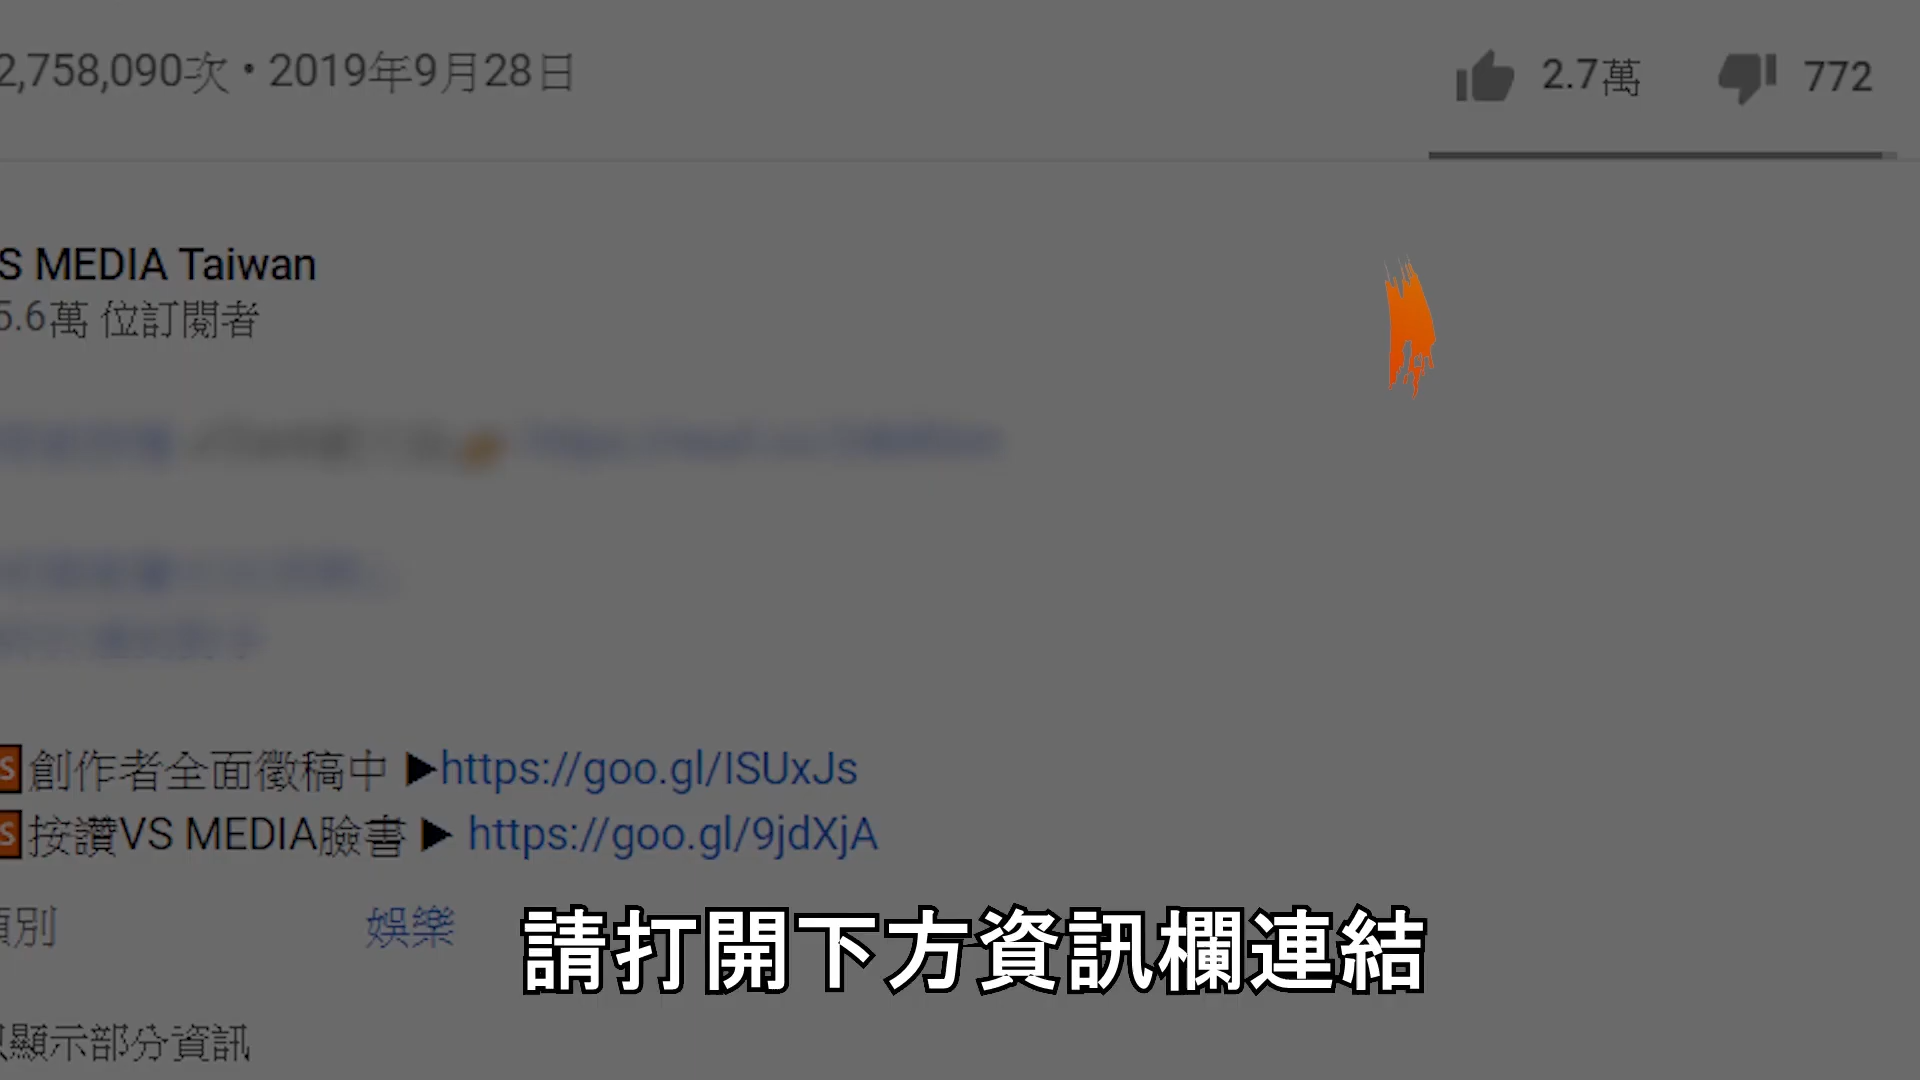 2,758,090次 • 2019年9月28日
2.7萬
772
S MEDIA Taiwan
5.6萬 位訂閱者
S創作者全面徵稿中 ▶https://goo.gl/ISUxJs
S按讚VS MEDIA臉書 ▶ https://goo.gl/9jdXjA
類別 娛樂
請打開下方資訊欄連結
只顯示部分資訊